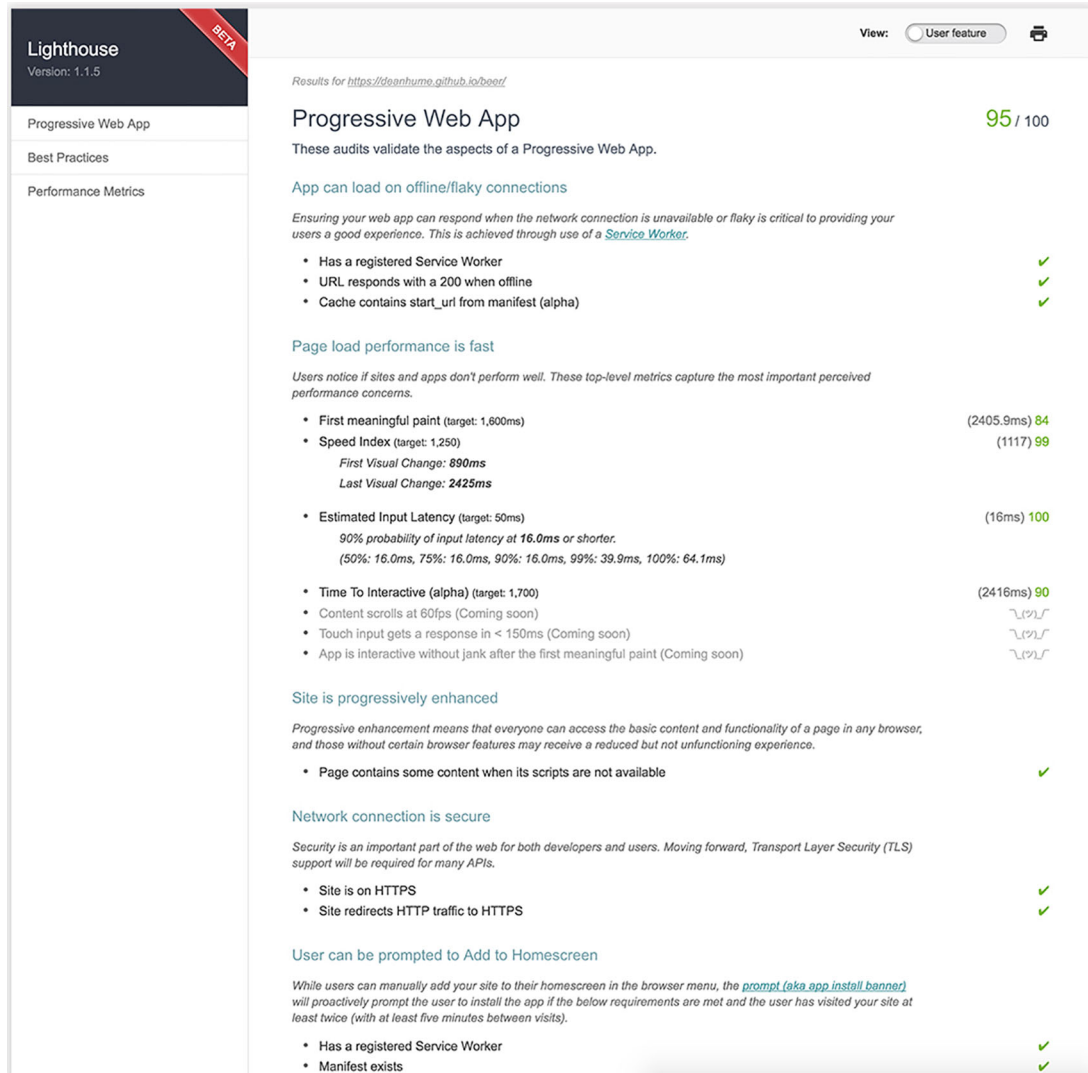 Lighthouse
Version: 1.1.5
BETA
Progressive Web App
Best Practices
Performance Metrics
View:
User feature
Results for https://deanhume.github.io/beer/
Progressive Web App
95 / 100
These audits validate the aspects of a Progressive Web App.
App can load on offline/flaky connections
Ensuring your web app can respond when the network connection is unavailable or flaky is critical to providing your
users a good experience. This is achieved through use of a Service Worker.
• Has a registered Service Worker ✔
• URL responds with a 200 when offline ✔
• Cache contains start_url from manifest (alpha) ✔
Page load performance is fast
Users notice if sites and apps don't perform well. These top-level metrics capture the most important perceived
performance concerns.
• First meaningful paint (target: 1,600ms) (2405.9ms) 84
• Speed Index (target: 1,250) (1117) 99
First Visual Change: 890ms
Last Visual Change: 2425ms
• Estimated Input Latency (target: 50ms) (16ms) 100
90% probability of input latency at 16.0ms or shorter.
(50%: 16.0ms, 75%: 16.0ms, 90%: 16.0ms, 99%: 39.9ms, 100%: 64.1ms)
• Time To Interactive (alpha) (target: 1,700) (2416ms) 90
• Content scrolls at 60fps (Coming soon) ¯\_(ツ)_/¯
• Touch input gets a response in < 150ms (Coming soon) ¯\_(ツ)_/¯
• App is interactive without jank after the first meaningful paint (Coming soon) ¯\_(ツ)_/¯
Site is progressively enhanced
Progressive enhancement means that everyone can access the basic content and functionality of a page in any browser,
and those without certain browser features may receive a reduced but not unfunctioning experience.
• Page contains some content when its scripts are not available ✔
Network connection is secure
Security is an important part of the web for both developers and users. Moving forward, Transport Layer Security (TLS)
support will be required for many APIs.
• Site is on HTTPS ✔
• Site redirects HTTP traffic to HTTPS ✔
User can be prompted to Add to Homescreen
While users can manually add your site to their homescreen in the browser menu, the prompt (aka app install banner)
will proactively prompt the user to install the app if the below requirements are met and the user has visited your site at
least twice (with at least five minutes between visits).
• Has a registered Service Worker ✔
• Manifest exists ✔